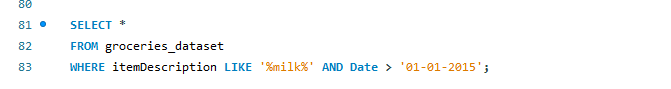 80
81 SELECT *
82 FROM groceries_dataset
83 WHERE itemDescription LIKE '%milk%' AND Date > '01-01-2015';